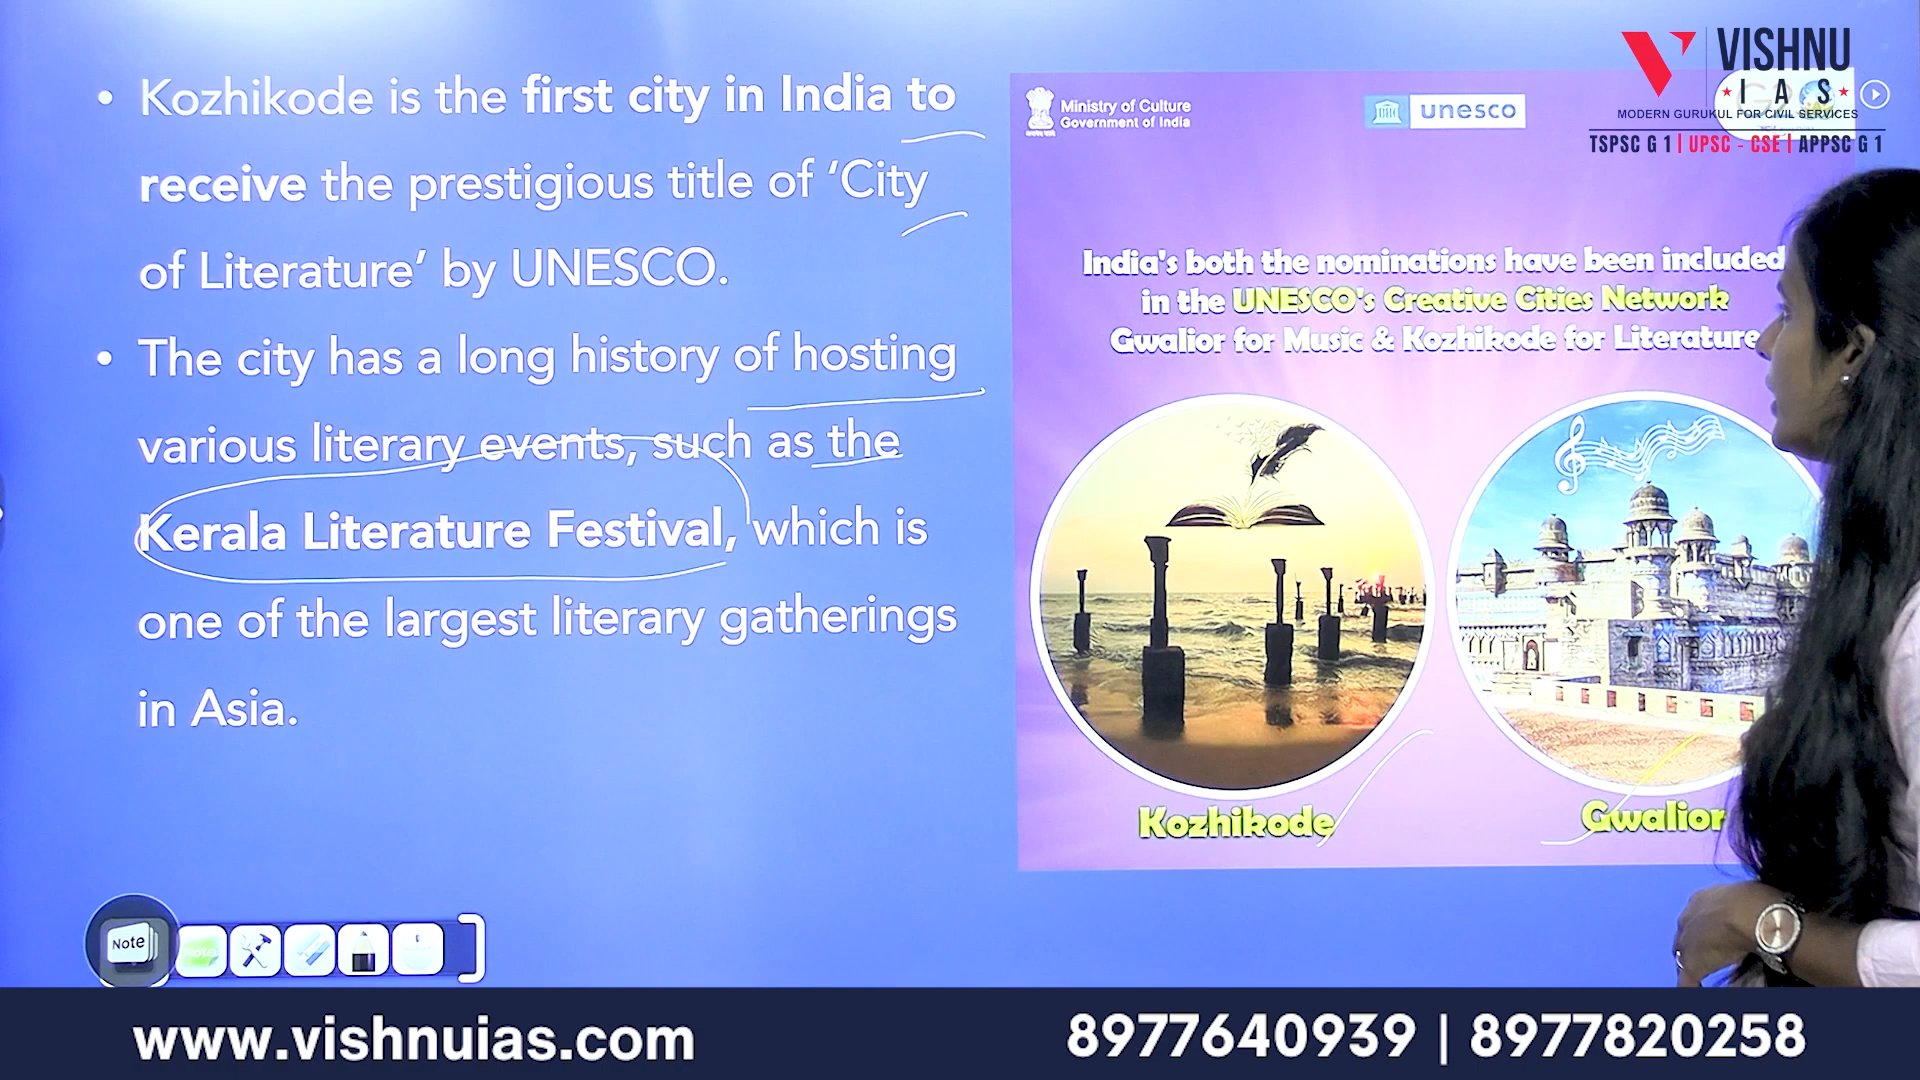 • Kozhikode is the first city in India to
receive the prestigious title of ‘City
of Literature’ by UNESCO.
• The city has a long history of hosting
various literary events, such as the
Kerala Literature Festival, which is
one of the largest literary gatherings
in Asia.
Ministry of Culture
Government of India
unesco
VISHNU
IAS
MODERN GURUKUL FOR CIVIL SERVICES
TSPSC G 1 | UPSC - CSE | APPSC G 1
India's both the nominations have been included
in the UNESCO's Creative Cities Network
Gwalior for Music & Kozhikode for Literature
Kozhikode
Gwalior
Note
www.vishnuias.com
8977640939 | 8977820258